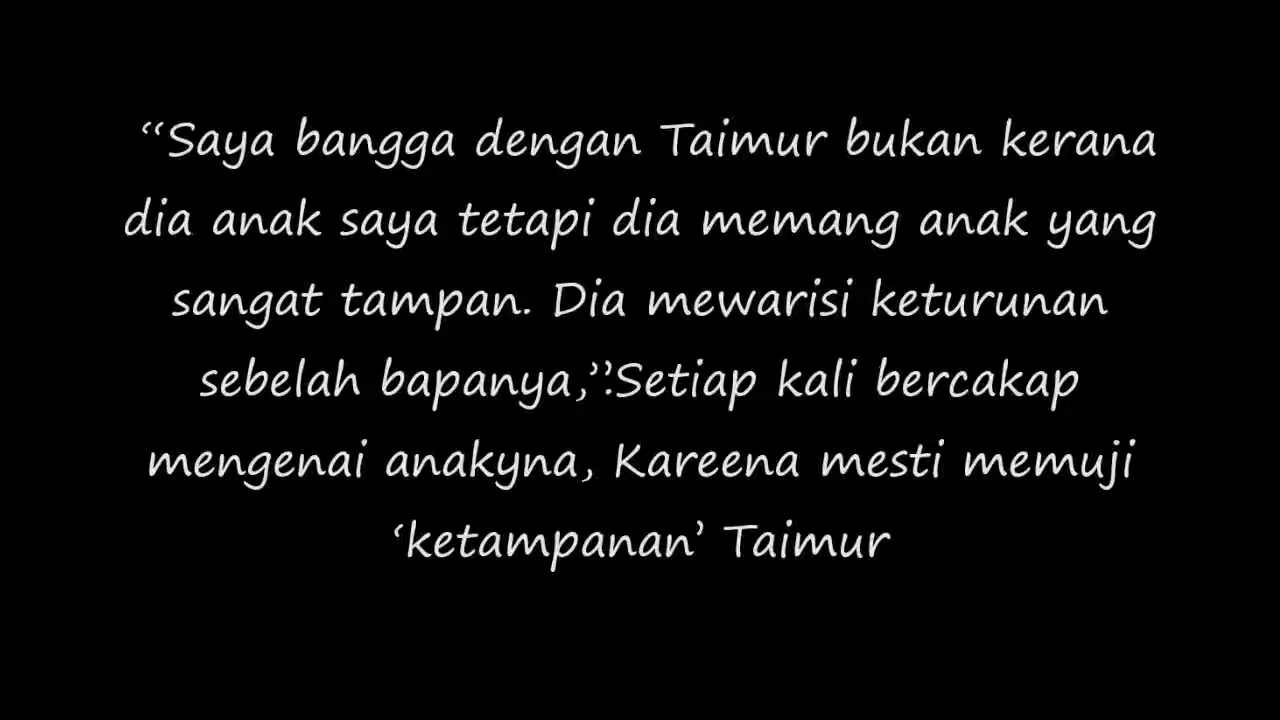 “Saya bangga dengan Taimur bukan kerana
dia anak saya tetapi dia memang anak yang
sangat tampan. Dia mewarisi keturunan
sebelah bapanya,”.Setiap kali bercakap
mengenai anakyna, Kareena mesti memuji
‘ketampanan’ Taimur